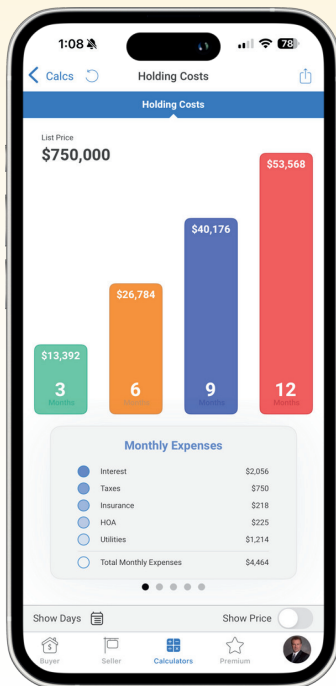 1:08
78
Calcs
Holding Costs
Holding Costs
List Price
$750,000
$53,568
$40,176
$26,784
$13,392
3
6
9
12
Months
Months
Months
Months
Monthly Expenses
Interest $2,056
Taxes $750
Insurance $218
HOA $225
Utilities $1,214
Total Monthly Expenses $4,464
Show Days
Show Price
Buyer
Seller
Calculators
Premium